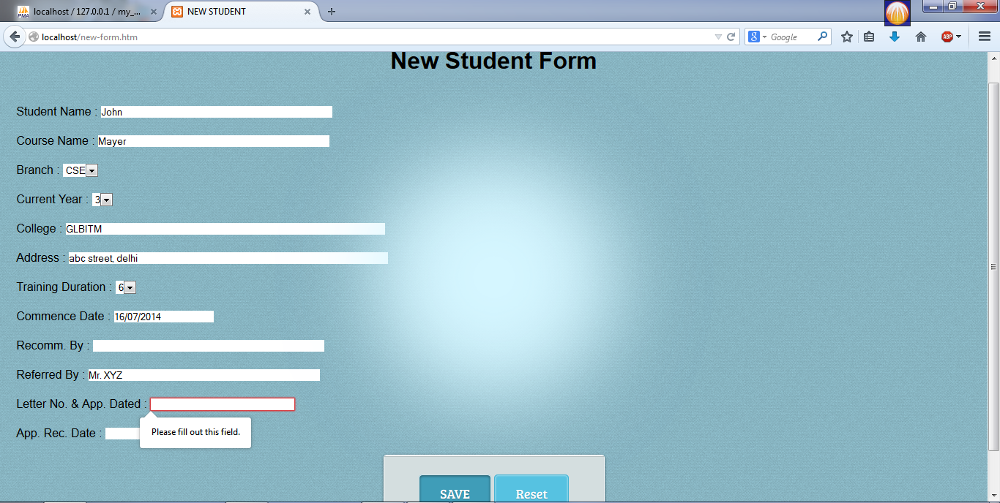 localhost / 127.0.0.1 / my_...
NEW STUDENT
localhost/new-form.htm
Google
New Student Form
Student Name : John
Course Name : Mayer
Branch : CSE
Current Year : 3
College : GLBITM
Address : abc street, delhi
Training Duration : 6
Commence Date : 16/07/2014
Recomm. By :
Referred By : Mr. XYZ
Letter No. & App. Dated :
App. Rec. Date :
Please fill out this field.
SAVE
Reset
PMA
8
ABP